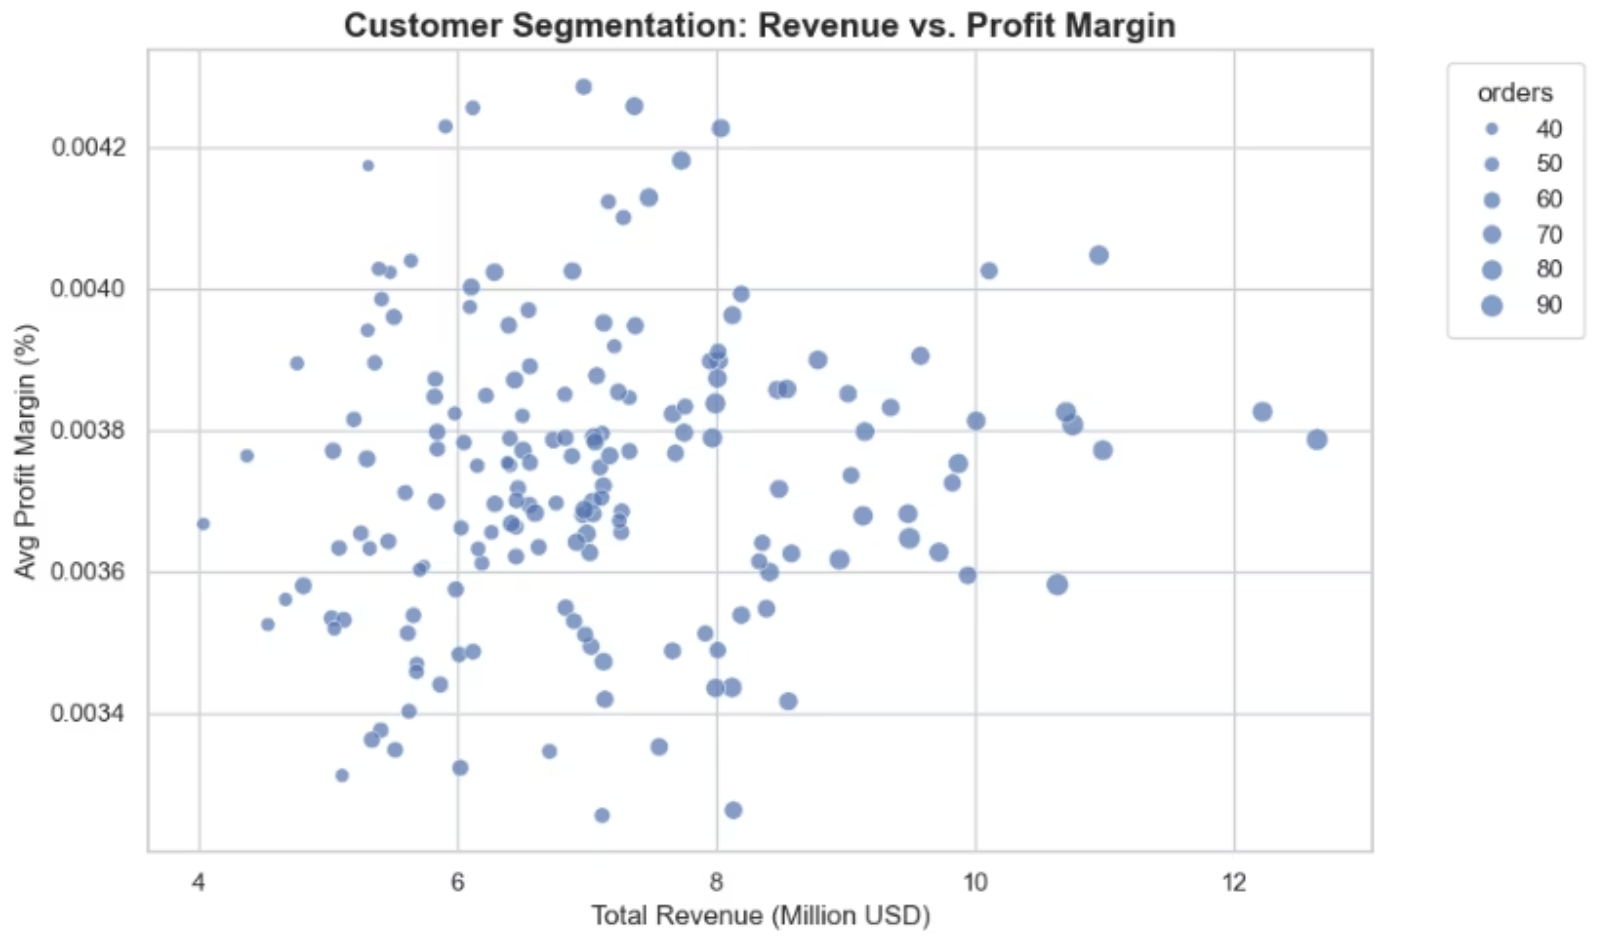 Customer Segmentation: Revenue vs. Profit Margin
Avg Profit Margin (%)
0.0042
0.0040
0.0038
0.0036
0.0034
4 6 8 10 12
Total Revenue (Million USD)
orders
40
50
60
70
80
90